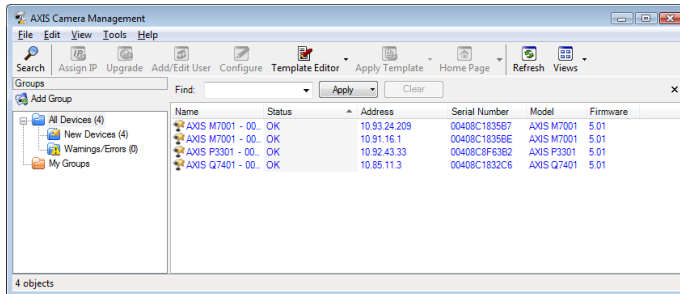 AXIS Camera Management
File Edit View Tools Help
Search Assign IP Upgrade Add/Edit User Configure Template Editor Apply Template Home Page Refresh Views
Groups
Add Group
Find: Apply Clear
All Devices (4)
New Devices (4)
Warnings/Errors (0)
My Groups
Name Status Address Serial Number Model Firmware
AXIS M7001 - 00... OK 10.93.24.209 00408C1835B7 AXIS M7001 5.01
AXIS M7001 - 00... OK 10.91.16.1 00408C1835BE AXIS M7001 5.01
AXIS P3301 - 00... OK 10.92.43.33 00408C8F63B2 AXIS P3301 5.01
AXIS Q7401 - 00... OK 10.85.11.3 00408C1832C6 AXIS Q7401 5.01
4 objects